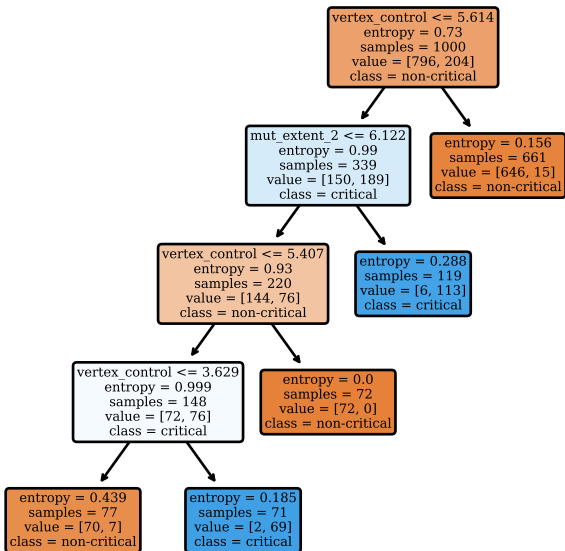 vertex_control <= 5.614
entropy = 0.73
samples = 1000
value = [796, 204]
class = non-critical
mut_extent_2 <= 6.122
entropy = 0.99
samples = 339
value = [150, 189]
class = critical
entropy = 0.156
samples = 661
value = [646, 15]
class = non-critical
vertex_control <= 5.407
entropy = 0.93
samples = 220
value = [144, 76]
class = non-critical
entropy = 0.288
samples = 119
value = [6, 113]
class = critical
vertex_control <= 3.629
entropy = 0.999
samples = 148
value = [72, 76]
class = critical
entropy = 0.0
samples = 72
value = [72, 0]
class = non-critical
entropy = 0.439
samples = 77
value = [70, 7]
class = non-critical
entropy = 0.185
samples = 71
value = [2, 69]
class = critical